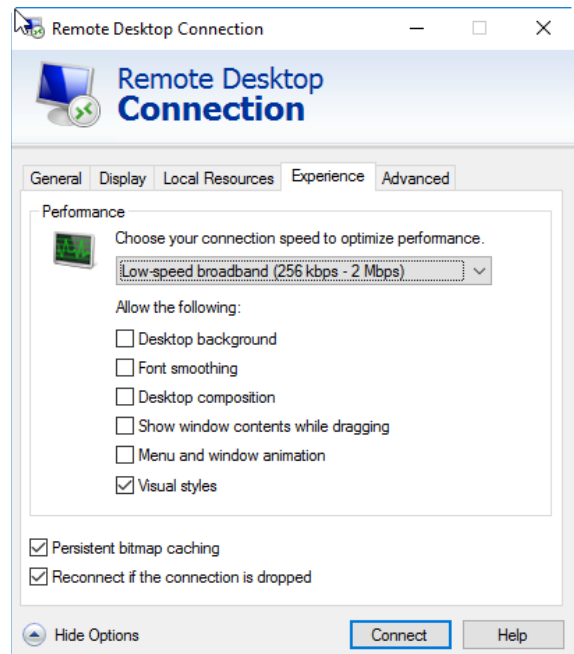 Remote Desktop Connection
Remote Desktop
Connection
General Display Local Resources Experience Advanced
Performance
Choose your connection speed to optimize performance.
Low-speed broadband (256 kbps - 2 Mbps)
Allow the following:
Desktop background
Font smoothing
Desktop composition
Show window contents while dragging
Menu and window animation
Visual styles
Persistent bitmap caching
Reconnect if the connection is dropped
Hide Options Connect Help